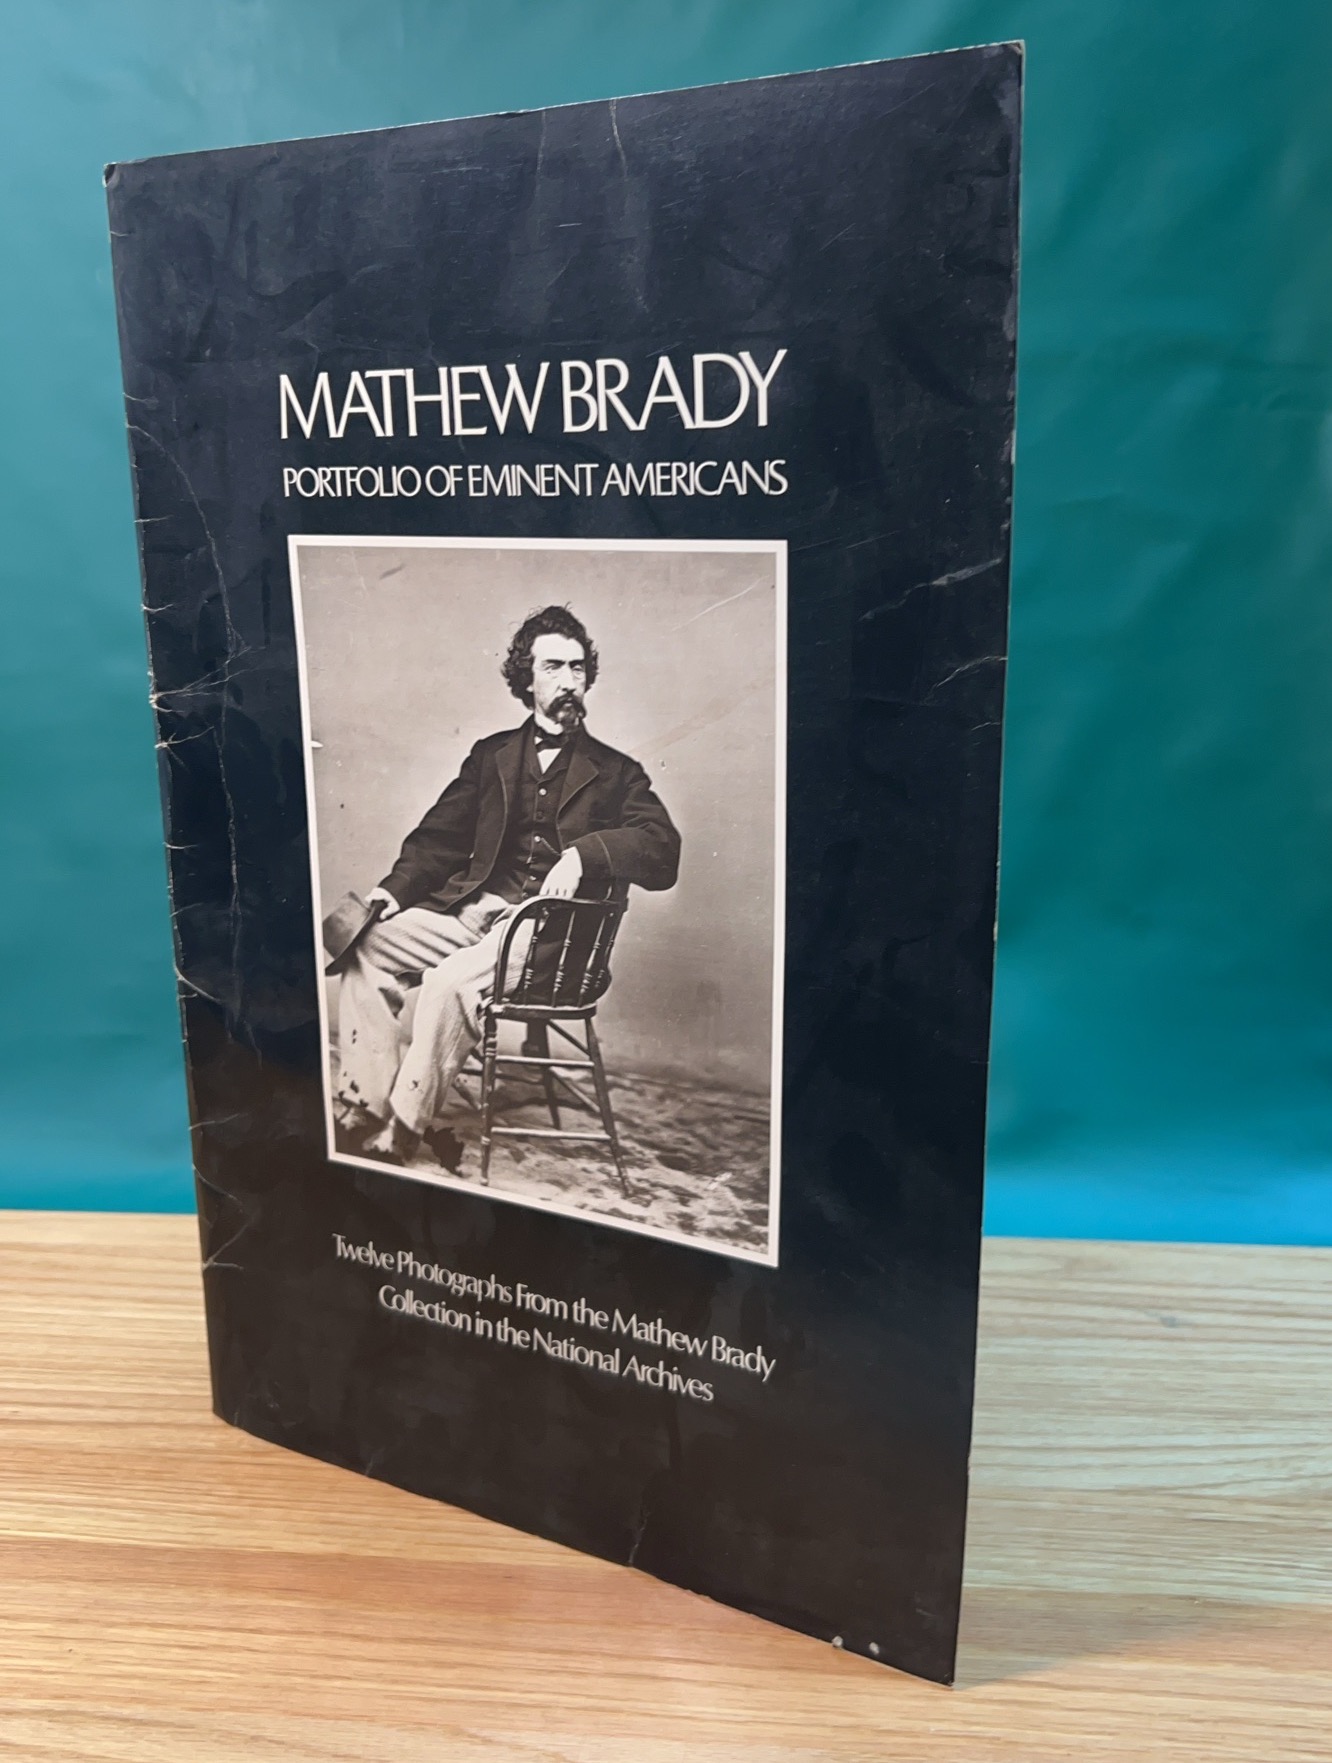 MATHEW BRADY
PORTFOLIO OF EMINENT AMERICANS
Twelve Photographs From the Mathew Brady
Collection in the National Archives